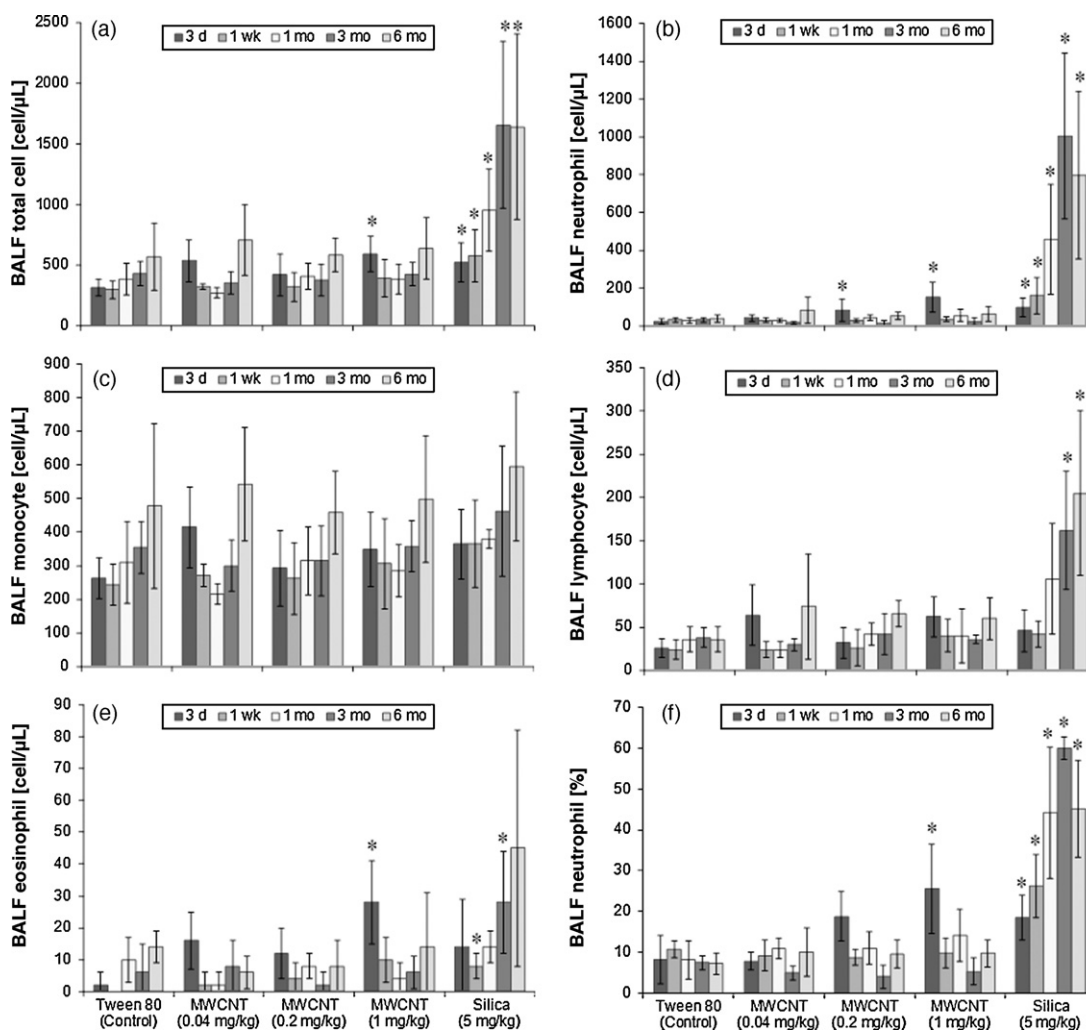 (a)
3 d 1 wk 1 mo 3 mo 6 mo
BALF total cell [cell/µL]
2500
2000
1500
1000
500
0
* * * * * *
(b)
3 d 1 wk 1 mo 3 mo 6 mo
BALF neutrophil [cell/µL]
1600
1400
1200
1000
800
600
400
200
0
* * * * * * *
(c)
3 d 1 wk 1 mo 3 mo 6 mo
BALF monocyte [cell/µL]
900
800
700
600
500
400
300
200
100
0
(d)
3 d 1 wk 1 mo 3 mo 6 mo
BALF lymphocyte [cell/µL]
350
300
250
200
150
100
50
0
* *
(e)
3 d 1 wk 1 mo 3 mo 6 mo
BALF eosinophil [cell/µL]
90
80
70
60
50
40
30
20
10
0
* * *
Tween 80 MWCNT MWCNT MWCNT Silica
(Control) (0.04 mg/kg) (0.2 mg/kg) (1 mg/kg) (5 mg/kg)
(f)
3 d 1 wk 1 mo 3 mo 6 mo
BALF neutrophil [%]
70
60
50
40
30
20
10
0
* * * * * *
Tween 80 MWCNT MWCNT MWCNT Silica
(Control) (0.04 mg/kg) (0.2 mg/kg) (1 mg/kg) (5 mg/kg)